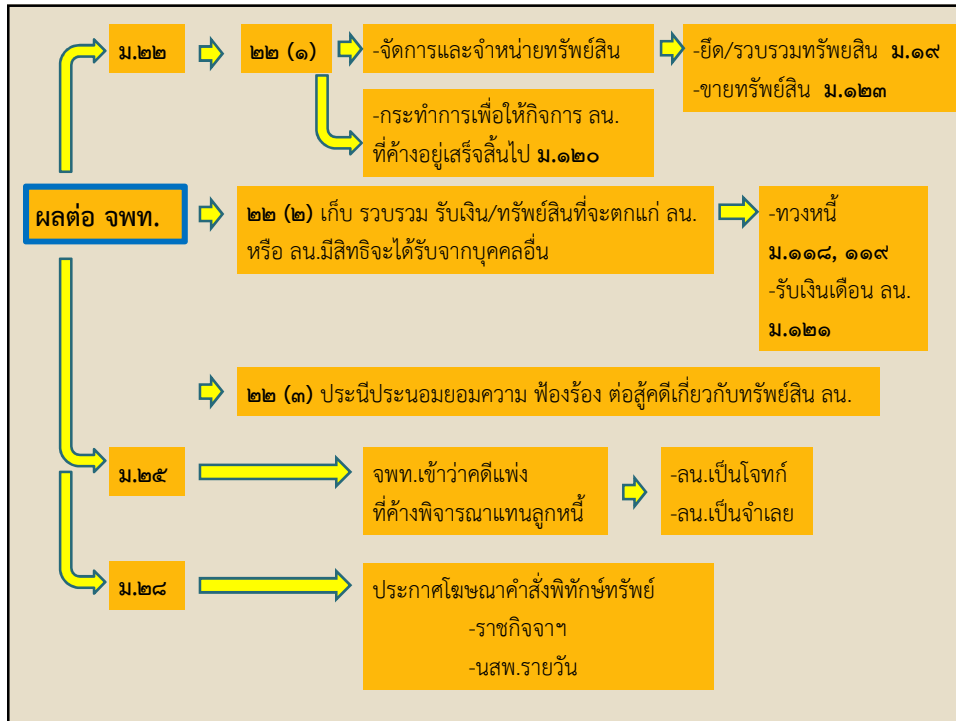 ม.๒๒
๒๒ (๑)
-จัดการและจำหน่ายทรัพย์สิน
-ยึด/รวบรวมทรัพยสิน ม.๑๙
-ขายทรัพย์สิน ม.๑๒๓
-กระทำการเพื่อให้กิจการ ลน.
ที่ค้างอยู่เสร็จสิ้นไป ม.๑๒๐
ผลต่อ จพท.
๒๒ (๒) เก็บ รวบรวม รับเงิน/ทรัพย์สินที่จะตกแก่ ลน.
หรือ ลน.มีสิทธิจะได้รับจากบุคคลอื่น
-ทวงหนี้
ม.๑๑๘, ๑๑๙
-รับเงินเดือน ลน.
ม.๑๒๑
๒๒ (๓) ประนีประนอมยอมความ ฟ้องร้อง ต่อสู้คดีเกี่ยวกับทรัพย์สิน ลน.
ม.๒๕
จพท.เข้าว่าคดีแพ่ง
ที่ค้างพิจารณาแทนลูกหนี้
-ลน.เป็นโจทก์
-ลน.เป็นจำเลย
ม.๒๘
ประกาศโฆษณาคำสั่งพิทักษ์ทรัพย์
-ราชกิจจาฯ
-นสพ.รายวัน